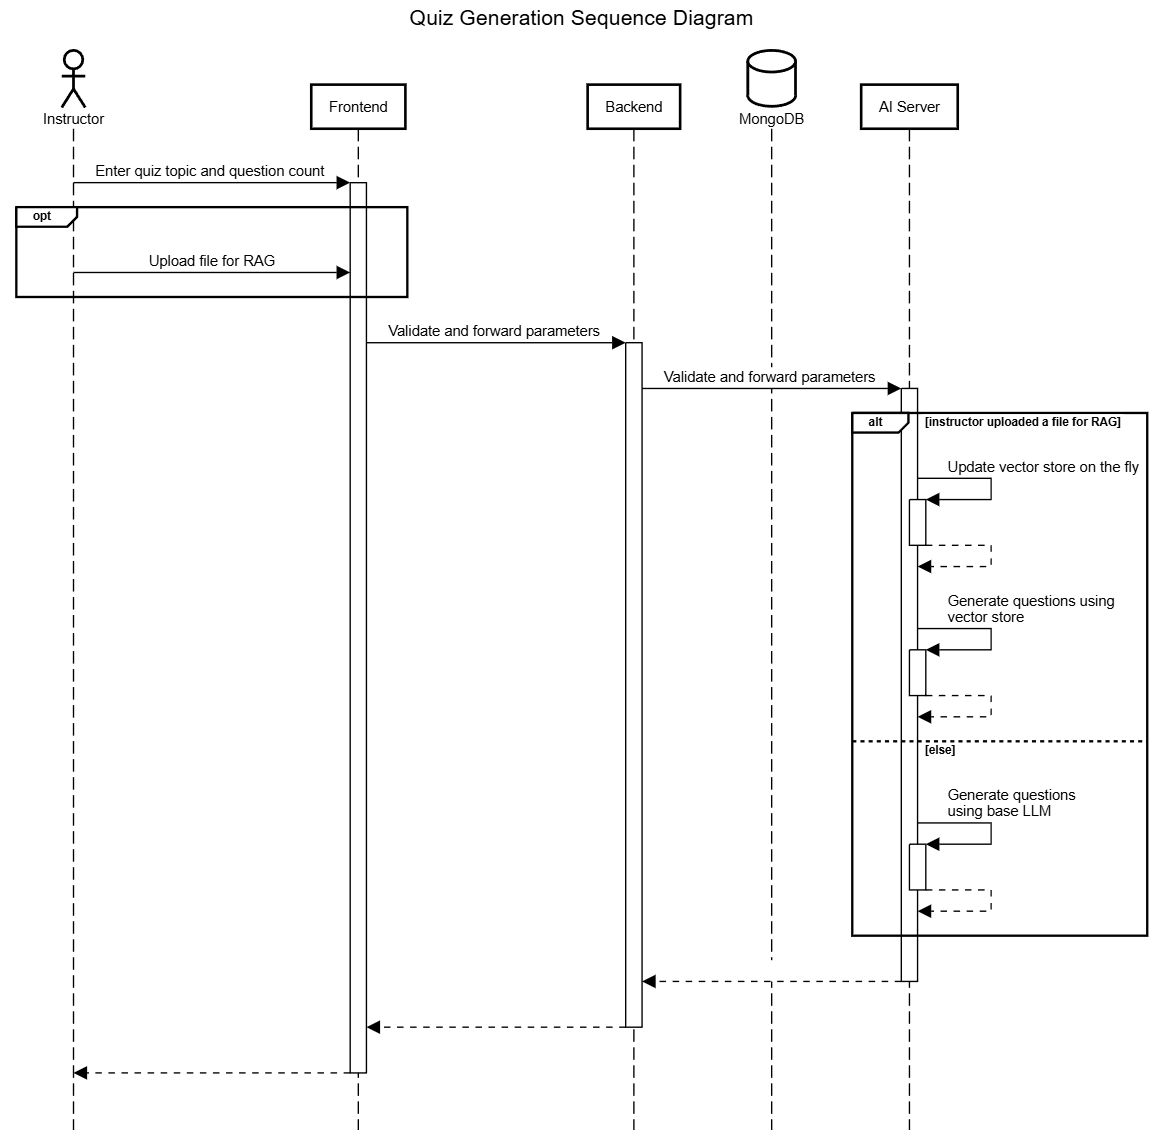 Quiz Generation Sequence Diagram
Instructor
Frontend
Backend
MongoDB
AI Server
Enter quiz topic and question count
opt
Upload file for RAG
Validate and forward parameters
Validate and forward parameters
alt
[instructor uploaded a file for RAG]
Update vector store on the fly
Generate questions using
vector store
[else]
Generate questions
using base LLM